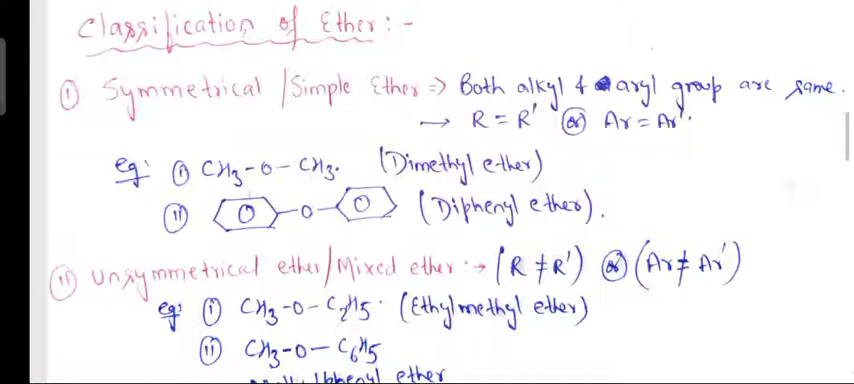 Classification of Ether :-
(i) Symmetrical /Simple Ether => Both alkyl & aryl group are same.
→ R = R' (or) Ar = Ar'.
eg: (i) CH3-O-CH3. (Dimethyl ether)
(ii) -O- (Diphenyl ether).
(ii) Unsymmetrical ether/Mixed ether :→ (R ≠ R') (or) (Ar ≠ Ar')
eg: (i) CH3-O-C2H5. (Ethylmethyl ether)
(ii) CH3-O-C6H5
ether